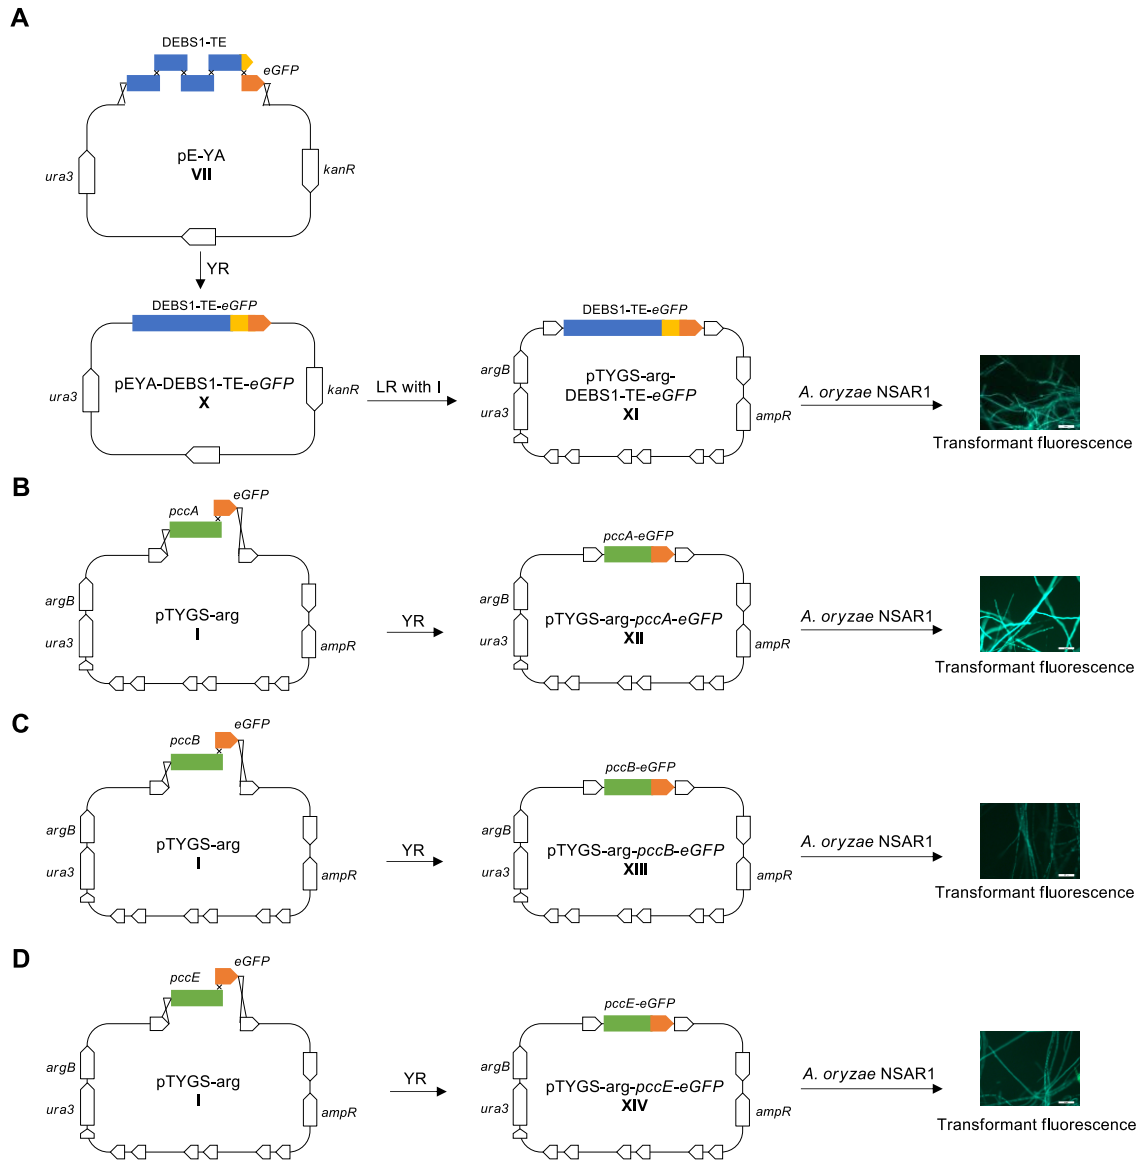 A
DEBS1-TE
eGFP
pE-YA
VII
ura3
kanR
YR
DEBS1-TE-eGFP
pEYA-DEBS1-TE-eGFP
X
ura3
kanR
LR with I
DEBS1-TE-eGFP
argB
ura3
pTYGS-arg-
DEBS1-TE-eGFP
XI
ampR
A. oryzae NSAR1
Transformant fluorescence
B
eGFP
pccA
argB
ura3
pTYGS-arg
I
ampR
YR
pccA-eGFP
argB
ura3
pTYGS-arg-pccA-eGFP
XII
ampR
A. oryzae NSAR1
Transformant fluorescence
C
eGFP
pccB
argB
ura3
pTYGS-arg
I
ampR
YR
pccB-eGFP
argB
ura3
pTYGS-arg-pccB-eGFP
XIII
ampR
A. oryzae NSAR1
Transformant fluorescence
D
eGFP
pccE
argB
ura3
pTYGS-arg
I
ampR
YR
pccE-eGFP
argB
ura3
pTYGS-arg-pccE-eGFP
XIV
ampR
A. oryzae NSAR1
Transformant fluorescence